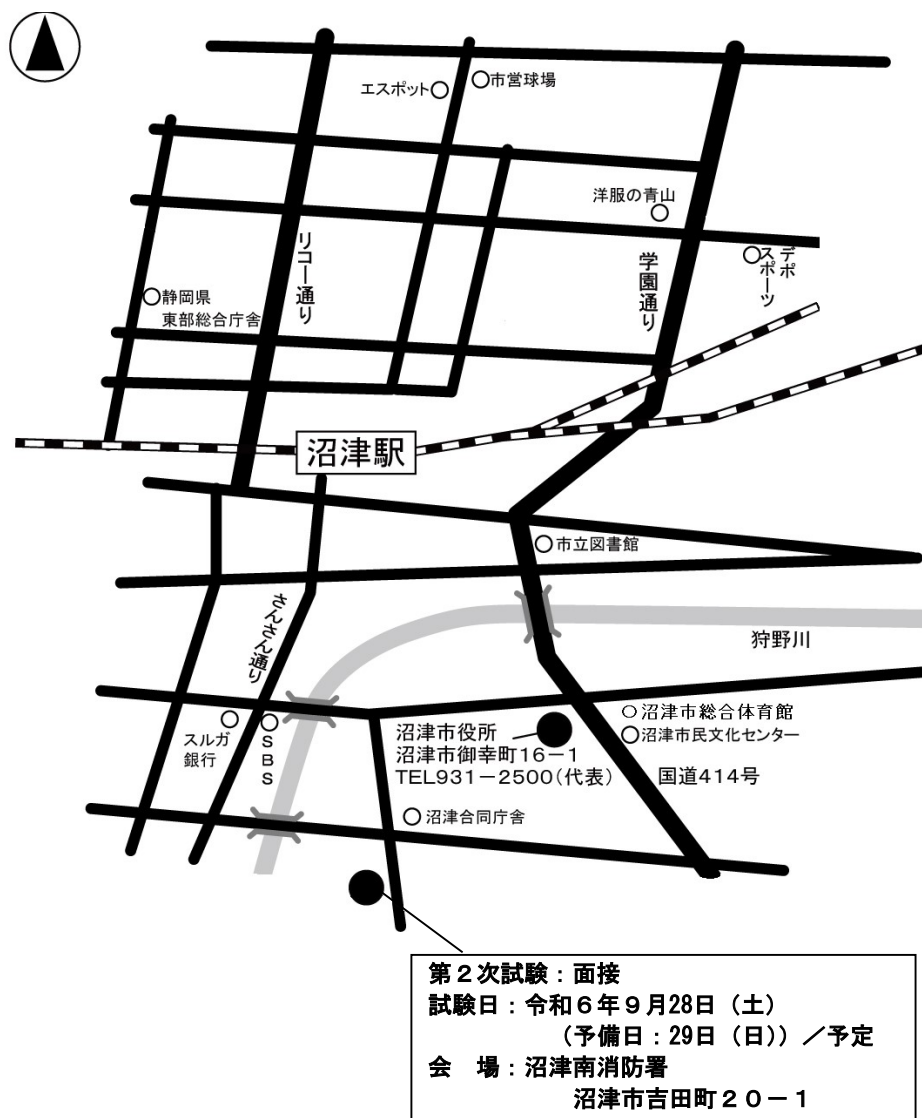 エスポット
市営球場
洋服の青山
リコー通り
学園通り
デポ
スポーツ
静岡県
東部総合庁舎
沼津駅
市立図書館
さんさん通り
狩野川
スルガ
銀行
SBS
沼津市役所
沼津市御幸町16－1
TEL931－2500(代表)
沼津市総合体育館
沼津市民文化センター
国道414号
沼津合同庁舎
第２次試験：面接
試験日：令和６年９月28日（土）
（予備日：29日（日））／予定
会　場：沼津南消防署
沼津市吉田町２０－１